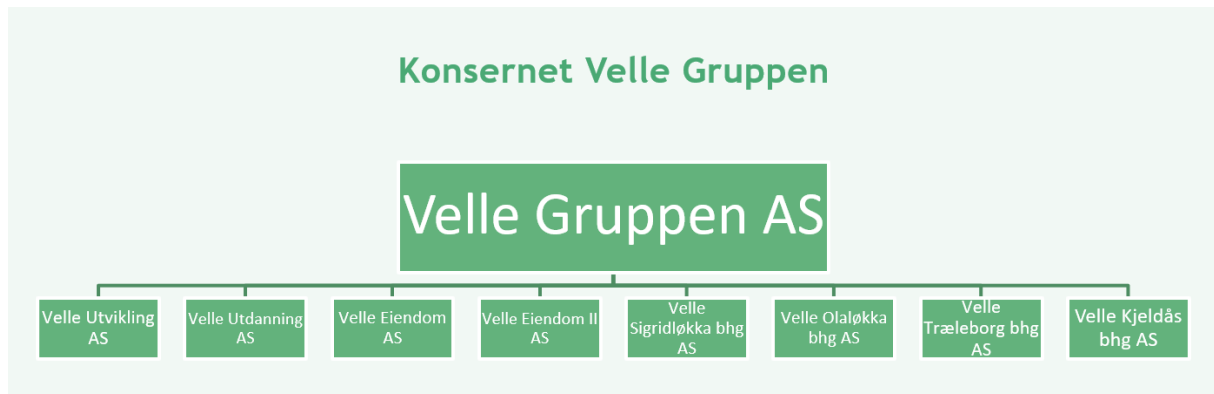 Konsernet Velle Gruppen
Velle Gruppen AS
Velle Utvikling
AS
Velle Utdanning
AS
Velle Eiendom
AS
Velle Eiendom II
AS
Velle
Sigridløkka bhg
AS
Velle Olaløkka
bhg AS
Velle
Træleborg bhg
AS
Velle Kjeldås
bhg AS